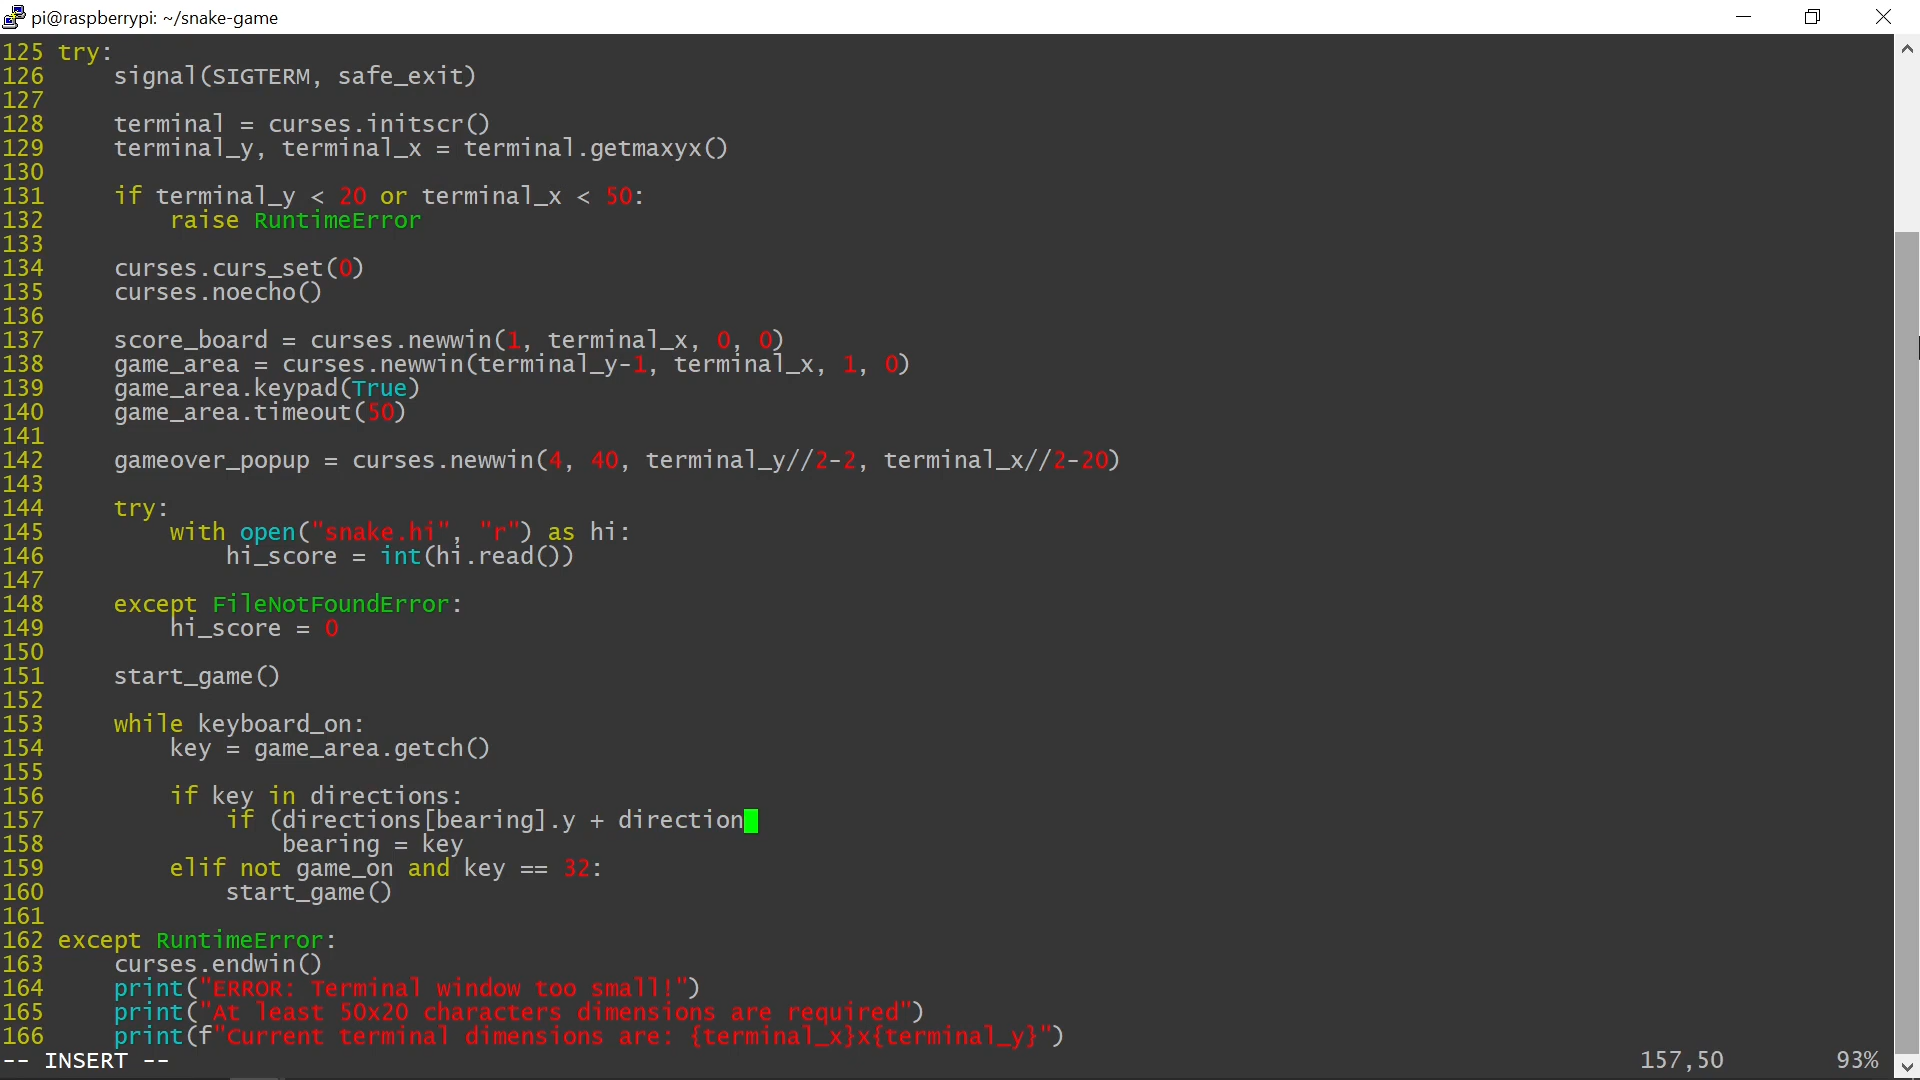 pi@raspberrypi: ~/snake-game
125 try:
126     signal(SIGTERM, safe_exit)
127
128     terminal = curses.initscr()
129     terminal_y, terminal_x = terminal.getmaxyx()
130
131     if terminal_y < 20 or terminal_x < 50:
132         raise RuntimeError
133
134     curses.curs_set(0)
135     curses.noecho()
136
137     score_board = curses.newwin(1, terminal_x, 0, 0)
138     game_area = curses.newwin(terminal_y-1, terminal_x, 1, 0)
139     game_area.keypad(True)
140     game_area.timeout(50)
141
142     gameover_popup = curses.newwin(4, 40, terminal_y//2-2, terminal_x//2-20)
143
144     try:
145         with open("snake.hi", "r") as hi:
146             hi_score = int(hi.read())
147
148     except FileNotFoundError:
149         hi_score = 0
150
151     start_game()
152
153     while keyboard_on:
154         key = game_area.getch()
155
156         if key in directions:
157             if (directions[bearing].y + direction
158                 bearing = key
159         elif not game_on and key == 32:
160             start_game()
161
162 except RuntimeError:
163     curses.endwin()
164     print("ERROR: Terminal window too small!")
165     print("At least 50x20 characters dimensions are required")
166     print(f"Current terminal dimensions are: {terminal_x}x{terminal_y}")
-- INSERT -- 157,50 93%